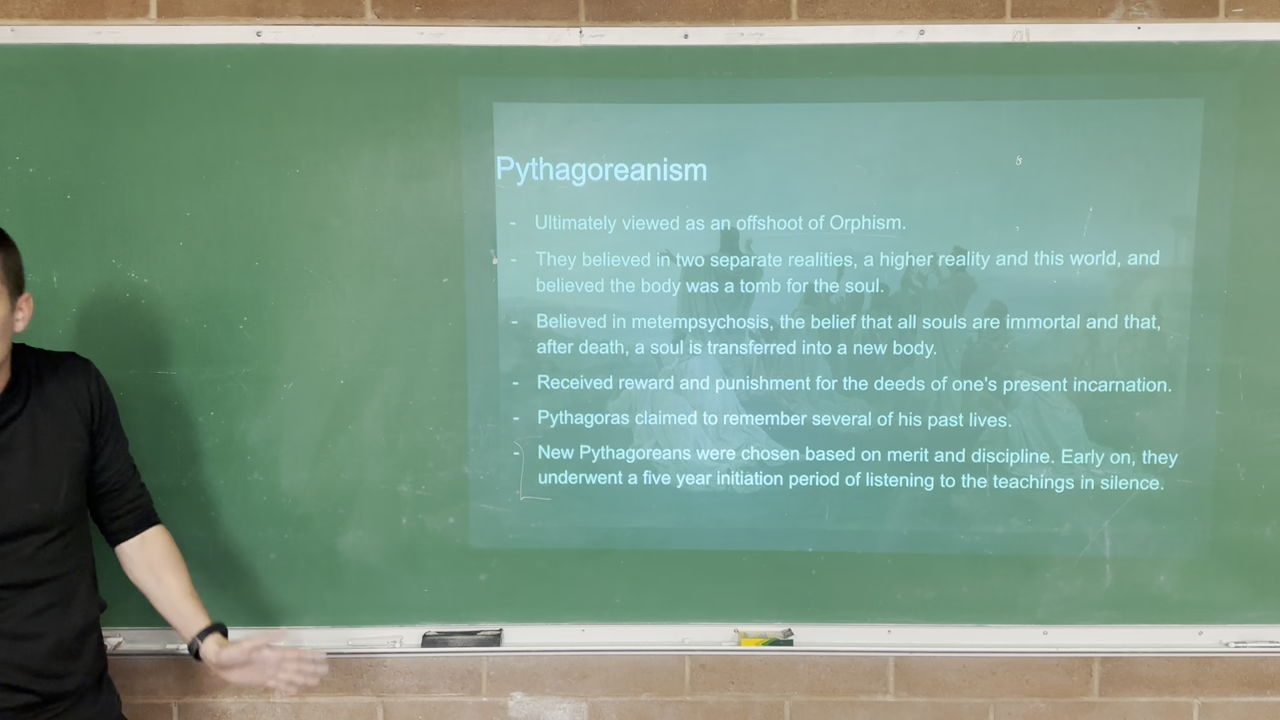 Pythagoreanism
- Ultimately viewed as an offshoot of Orphism.
- They believed in two separate realities, a higher reality and this world, and
believed the body was a tomb for the soul.
- Believed in metempsychosis, the belief that all souls are immortal and that,
after death, a soul is transferred into a new body.
- Received reward and punishment for the deeds of one's present incarnation.
- Pythagoras claimed to remember several of his past lives.
- New Pythagoreans were chosen based on merit and discipline. Early on, they
underwent a five year initiation period of listening to the teachings in silence.